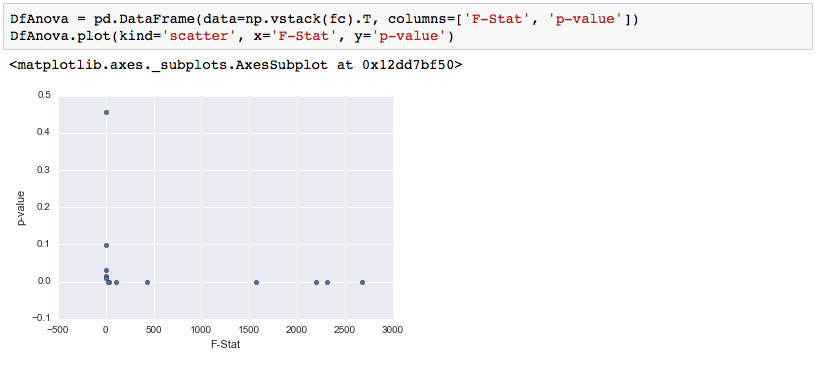 DfAnova = pd.DataFrame(data=np.vstack(fc).T, columns=['F-Stat', 'p-value'])
DfAnova.plot(kind='scatter', x='F-Stat', y='p-value')
<matplotlib.axes._subplots.AxesSubplot at 0x12dd7bf50>
0.5
0.4
0.3
0.2
0.1
0.0
−0.1
p-value
−500 0 500 1000 1500 2000 2500 3000
F-Stat